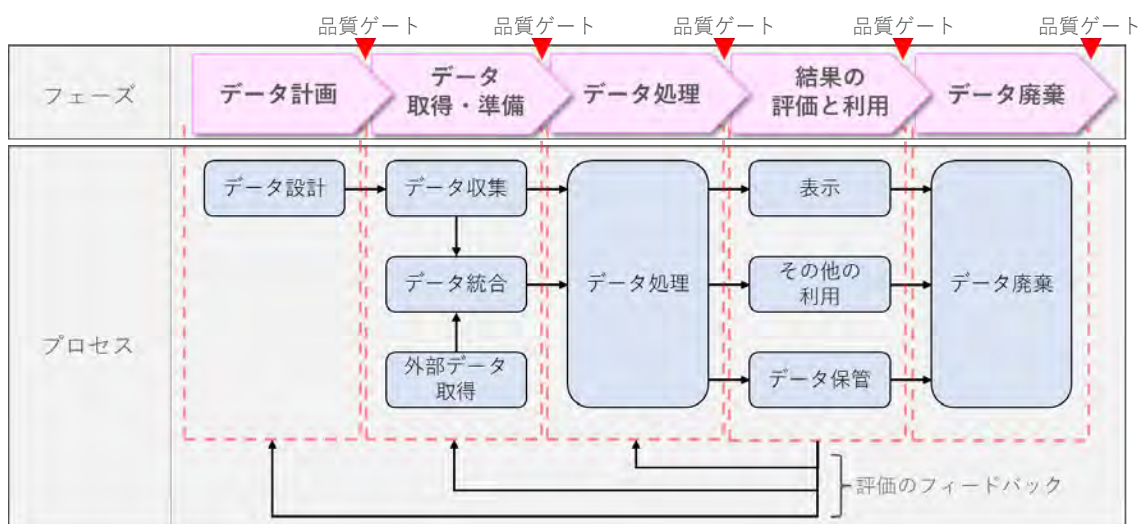 品質ゲート 品質ゲート 品質ゲート 品質ゲート 品質ゲート
フェーズ
データ計画
データ
取得・準備
データ処理
結果の
評価と利用
データ廃棄
プロセス
データ設計
データ収集
データ統合
外部データ
取得
データ処理
表示
その他の
利用
データ保管
データ廃棄
評価のフィードバック